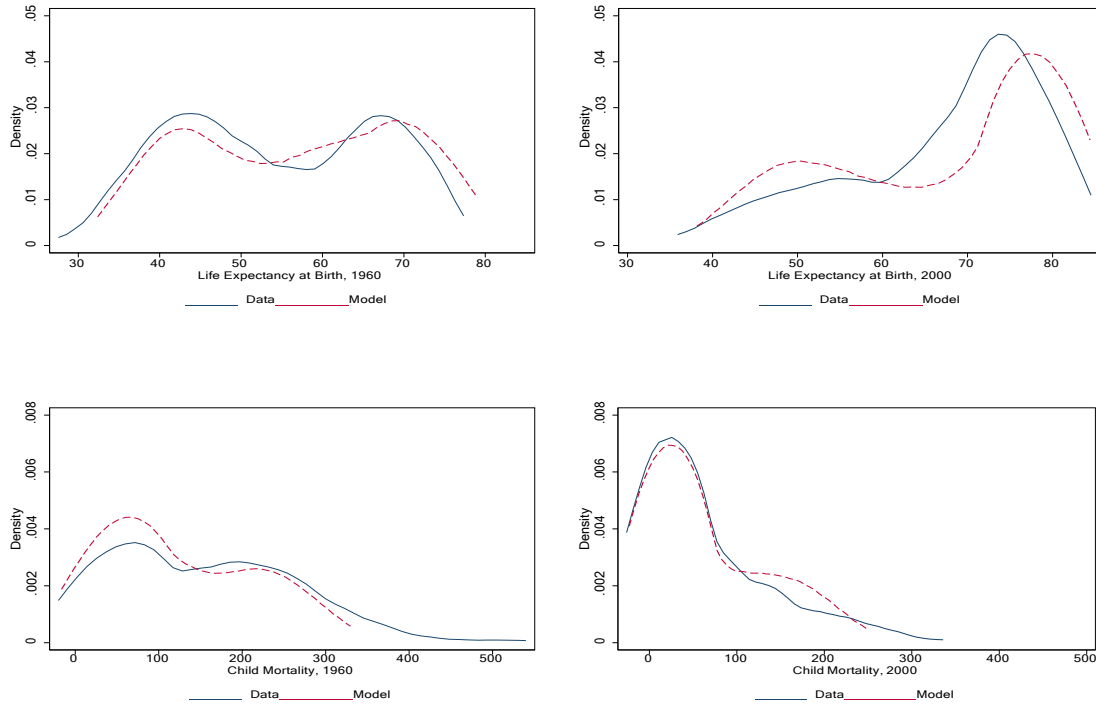 .05
.04
.03
.02
.01
0
Density
30 40 50 60 70 80
Life Expectancy at Birth, 1960
Data Model
.05
.04
.03
.02
.01
0
Density
30 40 50 60 70 80
Life Expectancy at Birth, 2000
Data Model
.008
.006
.004
.002
0
Density
0 100 200 300 400 500
Child Mortality, 1960
Data Model
.008
.006
.004
.002
0
Density
0 100 200 300 400 500
Child Mortality, 2000
Data Model